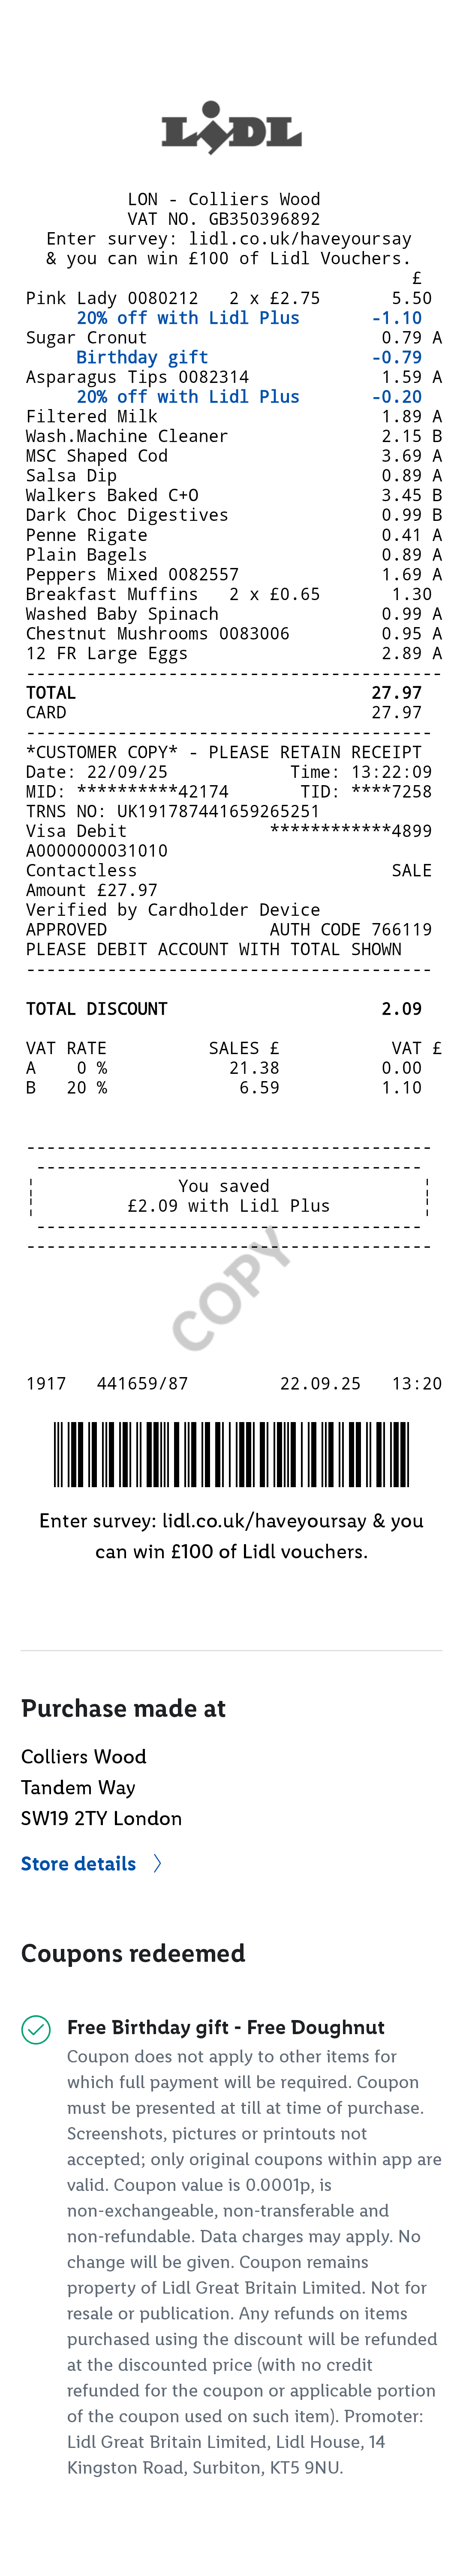 LIDL
LON - Colliers Wood
VAT NO. GB350396892
Enter survey: lidl.co.uk/haveyoursay
& you can win £100 of Lidl Vouchers.
£
Pink Lady 0080212 2 x £2.75 5.50
20% off with Lidl Plus -1.10
Sugar Cronut 0.79 A
Birthday gift -0.79
Asparagus Tips 0082314 1.59 A
20% off with Lidl Plus -0.20
Filtered Milk 1.89 A
Wash.Machine Cleaner 2.15 B
MSC Shaped Cod 3.69 A
Salsa Dip 0.89 A
Walkers Baked C+O 3.45 B
Dark Choc Digestives 0.99 B
Penne Rigate 0.41 A
Plain Bagels 0.89 A
Peppers Mixed 0082557 1.69 A
Breakfast Muffins 2 x £0.65 1.30
Washed Baby Spinach 0.99 A
Chestnut Mushrooms 0083006 0.95 A
12 FR Large Eggs 2.89 A
-----------------------------------------
TOTAL 27.97
CARD 27.97
----------------------------------------
*CUSTOMER COPY* - PLEASE RETAIN RECEIPT
Date: 22/09/25 Time: 13:22:09
MID: **********42174 TID: ****7258
TRNS NO: UK191787441659265251
Visa Debit ************4899
A0000000031010
Contactless SALE
Amount £27.97
Verified by Cardholder Device
APPROVED AUTH CODE 766119
PLEASE DEBIT ACCOUNT WITH TOTAL SHOWN
----------------------------------------
TOTAL DISCOUNT 2.09
VAT RATE SALES £ VAT £
A 0 % 21.38 0.00
B 20 % 6.59 1.10
----------------------------------------
--------------------------------------
You saved
£2.09 with Lidl Plus
--------------------------------------
----------------------------------------
COPY
1917 441659/87 22.09.25 13:20
Enter survey: lidl.co.uk/haveyoursay & you
can win £100 of Lidl vouchers.
Purchase made at
Colliers Wood
Tandem Way
SW19 2TY London
Store details
Coupons redeemed
Free Birthday gift - Free Doughnut
Coupon does not apply to other items for
which full payment will be required. Coupon
must be presented at till at time of purchase.
Screenshots, pictures or printouts not
accepted; only original coupons within app are
valid. Coupon value is 0.0001p, is
non-exchangeable, non-transferable and
non-refundable. Data charges may apply. No
change will be given. Coupon remains
property of Lidl Great Britain Limited. Not for
resale or publication. Any refunds on items
purchased using the discount will be refunded
at the discounted price (with no credit
refunded for the coupon or applicable portion
of the coupon used on such item). Promoter:
Lidl Great Britain Limited, Lidl House, 14
Kingston Road, Surbiton, KT5 9NU.